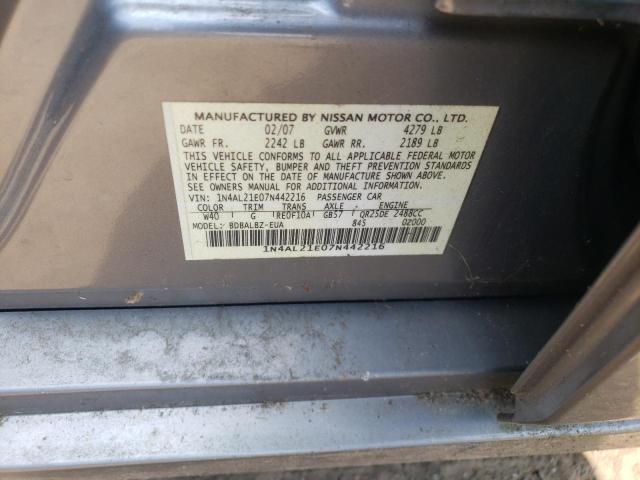 MANUFACTURED BY NISSAN MOTOR CO., LTD.
DATE 02/07 GVWR 4279 LB
GAWR FR. 2242 LB GAWR RR. 2189 LB
THIS VEHICLE CONFORMS TO ALL APPLICABLE FEDERAL MOTOR
VEHICLE SAFETY, BUMPER AND THEFT PREVENTION STANDARDS
IN EFFECT ON THE DATE OF MANUFACTURE SHOWN ABOVE.
SEE OWNERS MANUAL FOR ADDITIONAL INFORMATION.
VIN: 1N4AL21E07N442216 PASSENGER CAR
COLOR TRIM TRANS AXLE ENGINE
W40 G RE0F10A GB57 QR25DE 2488CC
MODEL: BDBALBZ-EUA 845 02000
1N4AL21E07N442216